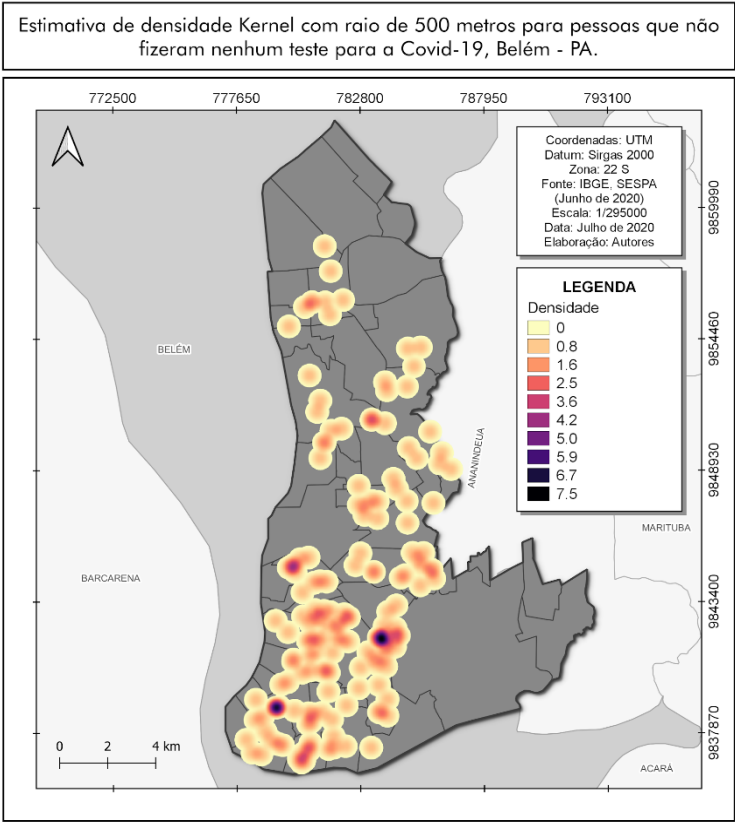 Estimativa de densidade Kernel com raio de 500 metros para pessoas que não
fizeram nenhum teste para a Covid-19, Belém - PA.
772500 777650 782800 787950 793100
Coordenadas: UTM
Datum: Sirgas 2000
Zona: 22 S
Fonte: IBGE, SESPA
(Junho de 2020)
Escala: 1/295000
Data: Julho de 2020
Elaboração: Autores
9859990
LEGENDA
Densidade
0
0.8
1.6
2.5
3.6
4.2
5.0
5.9
6.7
7.5
9854460
BELÉM
ANANINDEUA
9848930
MARITUBA
BARCARENA
9843400
9837870
0 2 4 km
ACARÁ